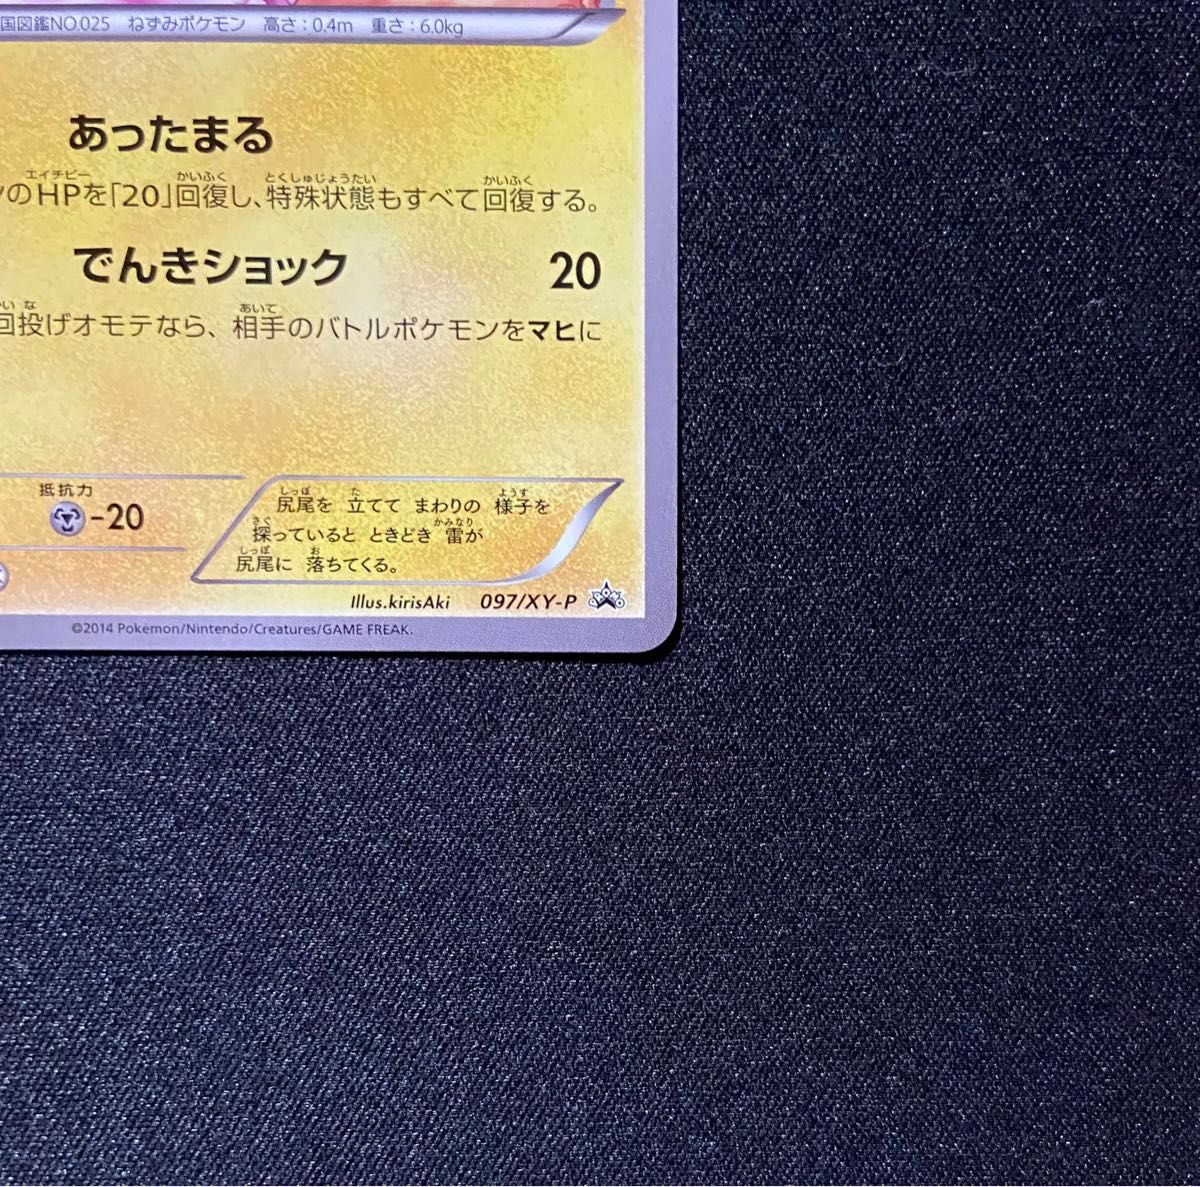 国図鑑NO.025 ねずみポケモン 高さ：0.4m 重さ：6.0kg
あったまる
エイチピー かいふく とくしゅじょうたい かいふく
のHPを「20」回復し、特殊状態もすべて回復する。
でんきショック 20
な あいて
回投げオモテなら、相手のバトルポケモンをマヒに
抵抗力
-20
しっぽ た ようす
尻尾を 立てて まわりの 様子を
さぐ かみなり
探っていると ときどき 雷が
しっぽ お
尻尾に 落ちてくる。
Illus.kirisAki 097/XY-P
©2014 Pokémon/Nintendo/Creatures/GAME FREAK.